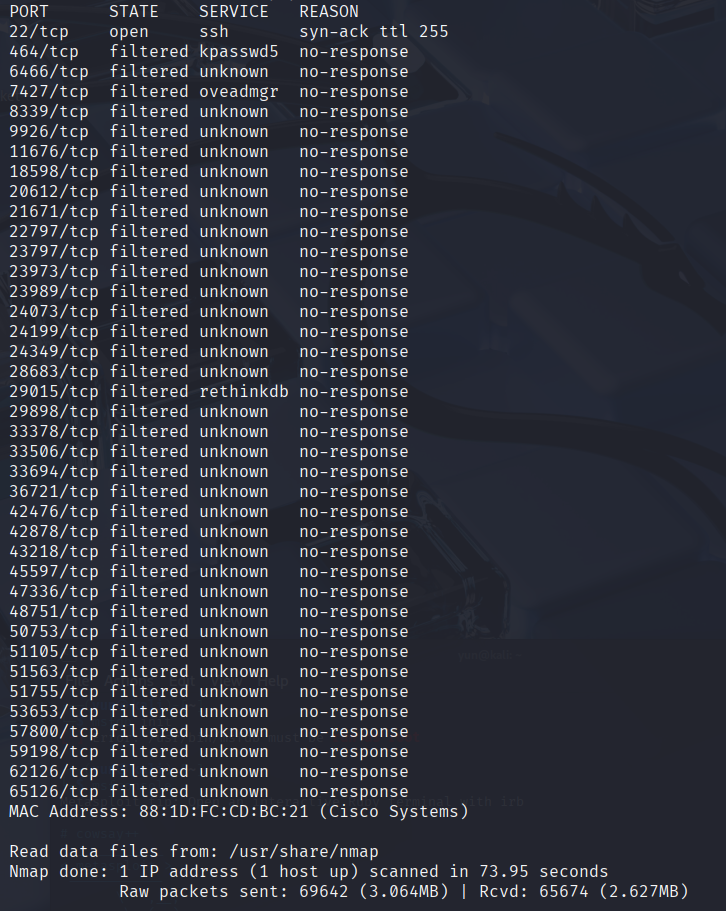 PORT      STATE    SERVICE   REASON
22/tcp    open     ssh       syn-ack ttl 255
464/tcp   filtered kpasswd5  no-response
6466/tcp  filtered unknown   no-response
7427/tcp  filtered oveadmgr  no-response
8339/tcp  filtered unknown   no-response
9926/tcp  filtered unknown   no-response
11676/tcp filtered unknown   no-response
18598/tcp filtered unknown   no-response
20612/tcp filtered unknown   no-response
21671/tcp filtered unknown   no-response
22797/tcp filtered unknown   no-response
23797/tcp filtered unknown   no-response
23973/tcp filtered unknown   no-response
23989/tcp filtered unknown   no-response
24073/tcp filtered unknown   no-response
24199/tcp filtered unknown   no-response
24349/tcp filtered unknown   no-response
28683/tcp filtered unknown   no-response
29015/tcp filtered rethinkdb no-response
29898/tcp filtered unknown   no-response
33378/tcp filtered unknown   no-response
33506/tcp filtered unknown   no-response
33694/tcp filtered unknown   no-response
36721/tcp filtered unknown   no-response
42476/tcp filtered unknown   no-response
42878/tcp filtered unknown   no-response
43218/tcp filtered unknown   no-response
45597/tcp filtered unknown   no-response
47336/tcp filtered unknown   no-response
48751/tcp filtered unknown   no-response
50753/tcp filtered unknown   no-response
51105/tcp filtered unknown   no-response
51563/tcp filtered unknown   no-response
51755/tcp filtered unknown   no-response
53653/tcp filtered unknown   no-response
57800/tcp filtered unknown   no-response
59198/tcp filtered unknown   no-response
62126/tcp filtered unknown   no-response
65126/tcp filtered unknown   no-response
MAC Address: 88:1D:FC:CD:BC:21 (Cisco Systems)

Read data files from: /usr/share/nmap
Nmap done: 1 IP address (1 host up) scanned in 73.95 seconds
           Raw packets sent: 69642 (3.064MB) | Rcvd: 65674 (2.627MB)